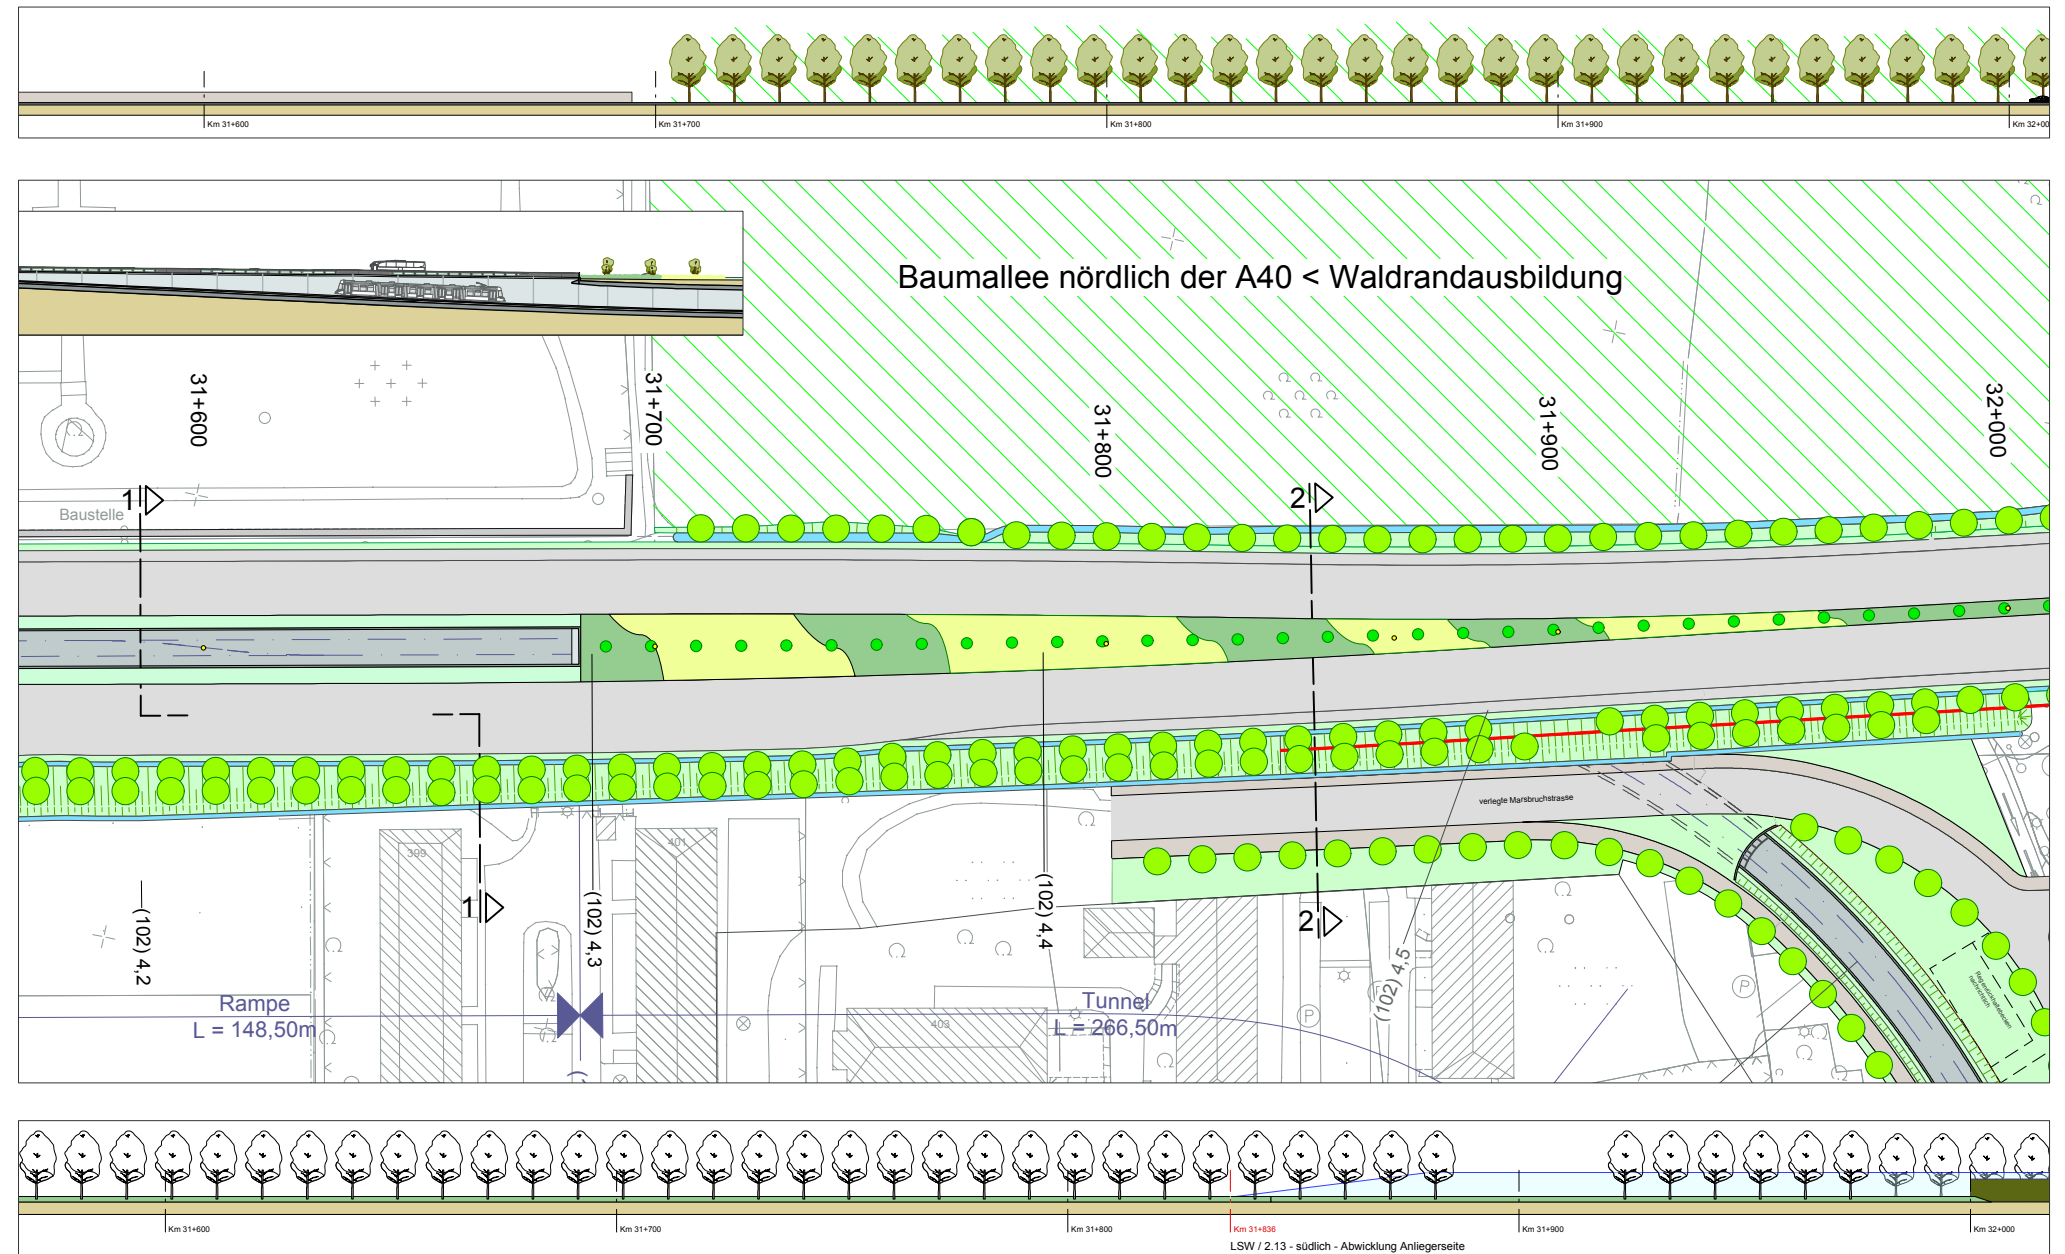 Km 31+600
Km 31+700
Km 31+800
Km 31+900
Km 32+00
Baumallee nördlich der A40 < Waldrandausbildung
31+600
31+700
31+800
31+900
32+000
1
2
Baustelle
verlegte Marsbruchstrasse
399
401
1
2
(102) 4,2
(102) 4,3
(102) 4,4
(102) 4,5
Rampe
L = 148,50m
Tunnel
L = 266,50m
403
P
P
Regenrückhaltebecken
nachrichtlich
Km 31+600
Km 31+700
Km 31+800
Km 31+836
Km 31+900
Km 32+000
LSW / 2.13 - südlich - Abwicklung Anliegerseite